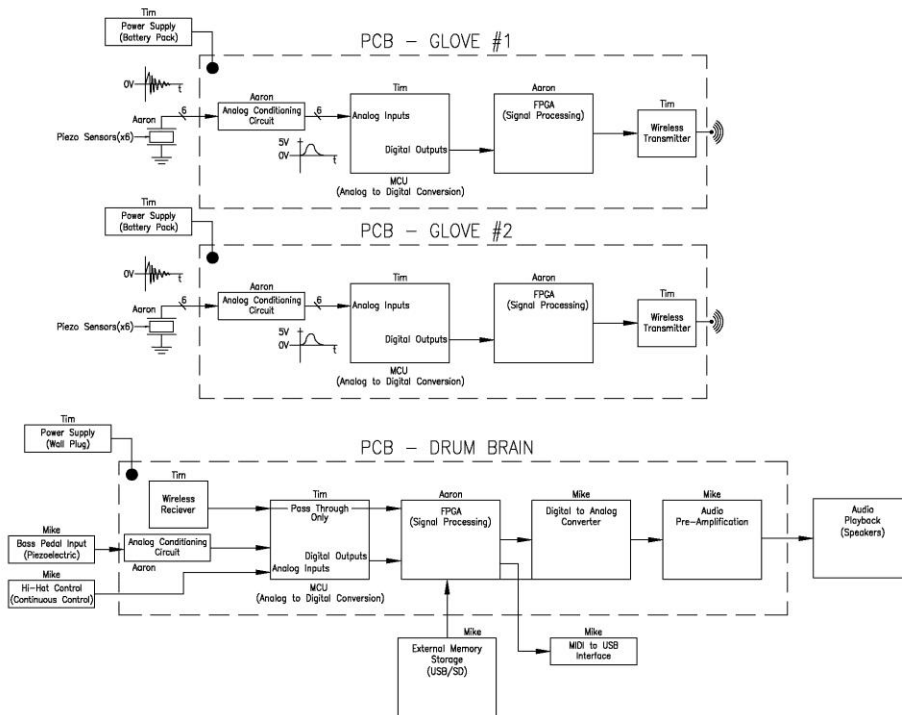 Tim
Power Supply
(Battery Pack)
PCB - GLOVE #1
0V
t
Aaron
Piezo Sensors(x6)
6
Aaron
Analog Conditioning
Circuit
6
5V
0V
t
Tim
Analog Inputs
Digital Outputs
MCU
(Analog to Digital Conversion)
Aaron
FPGA
(Signal Processing)
Tim
Wireless
Transmitter
Tim
Power Supply
(Battery Pack)
PCB - GLOVE #2
0V
t
Aaron
Piezo Sensors(x6)
6
Aaron
Analog Conditioning
Circuit
6
5V
0V
t
Tim
Analog Inputs
Digital Outputs
MCU
(Analog to Digital Conversion)
Aaron
FPGA
(Signal Processing)
Tim
Wireless
Transmitter
Tim
Power Supply
(Wall Plug)
PCB - DRUM BRAIN
Tim
Wireless
Reciever
Mike
Bass Pedal Input
(Piezoelectric)
Analog Conditioning
Circuit
Aaron
Mike
Hi-Hat Control
(Continuous Control)
Tim
Pass Through
Only
Digital Outputs
Analog Inputs
MCU
(Analog to Digital Conversion)
Aaron
FPGA
(Signal Processing)
Mike
Digital to Analog
Converter
Mike
Audio
Pre-Amplification
Audio
Playback
(Speakers)
Mike
External Memory
Storage
(USB/SD)
Mike
MIDI to USB
Interface